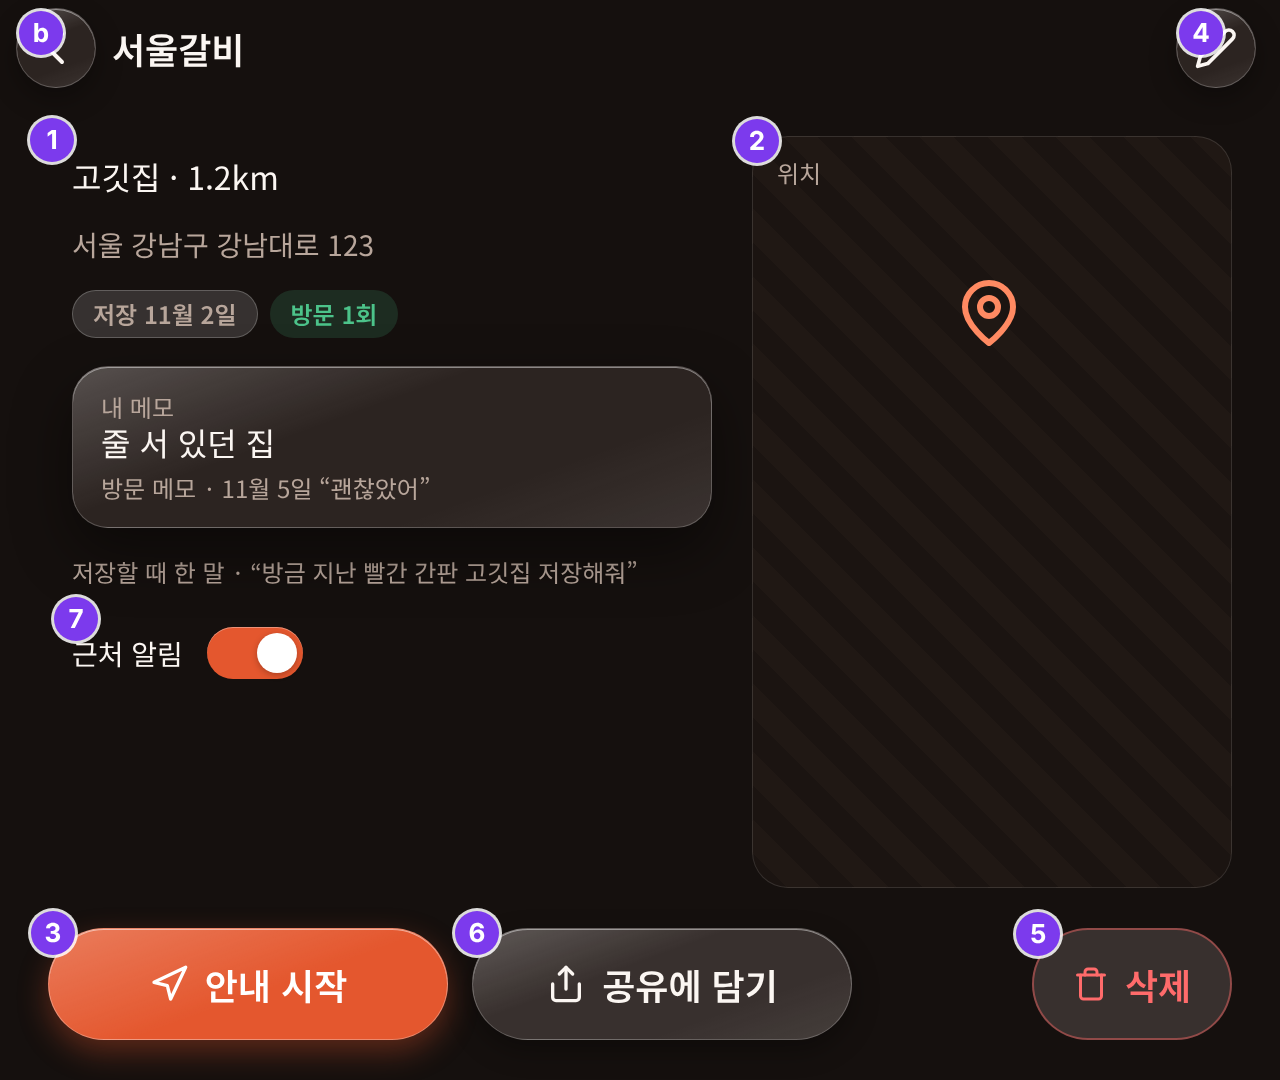 b
서울갈비
4
1
고깃집 · 1.2km
서울 강남구 강남대로 123
저장 11월 2일
방문 1회
내 메모
줄 서 있던 집
방문 메모 · 11월 5일 “괜찮았어”
저장할 때 한 말 · “방금 지난 빨간 간판 고깃집 저장해줘”
7
근처 알림
2
위치
3
안내 시작
6
공유에 담기
5
삭제